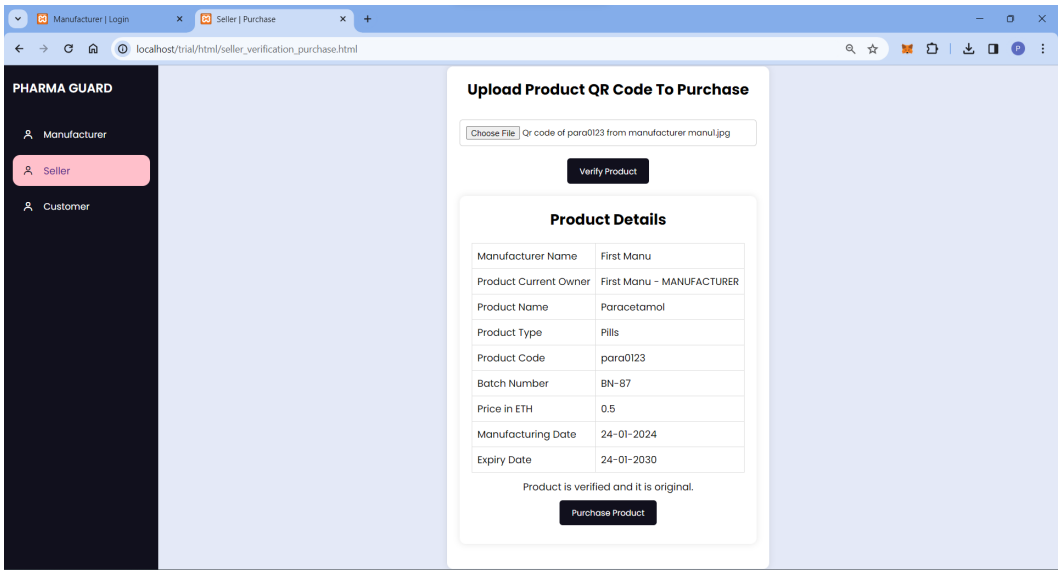 Manufacturer | Login
Seller | Purchase
localhost/trial/html/seller_verification_purchase.html
P
PHARMA GUARD
Manufacturer
Seller
Customer
Upload Product QR Code To Purchase
Choose File Qr code of para0123 from manufacturer manul.jpg
Verify Product
Product Details
Manufacturer Name First Manu
Product Current Owner First Manu - MANUFACTURER
Product Name Paracetamol
Product Type Pills
Product Code para0123
Batch Number BN-87
Price in ETH 0.5
Manufacturing Date 24-01-2024
Expiry Date 24-01-2030
Product is verified and it is original.
Purchase Product